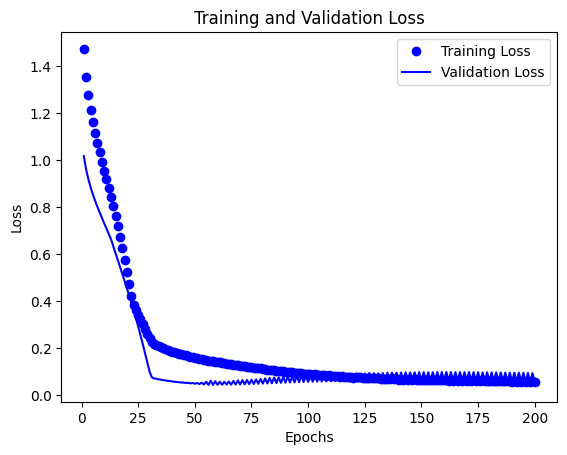 Training and Validation Loss
Training Loss
Validation Loss
1.4
1.2
1.0
0.8
0.6
0.4
0.2
0.0
Loss
0 25 50 75 100 125 150 175 200
Epochs